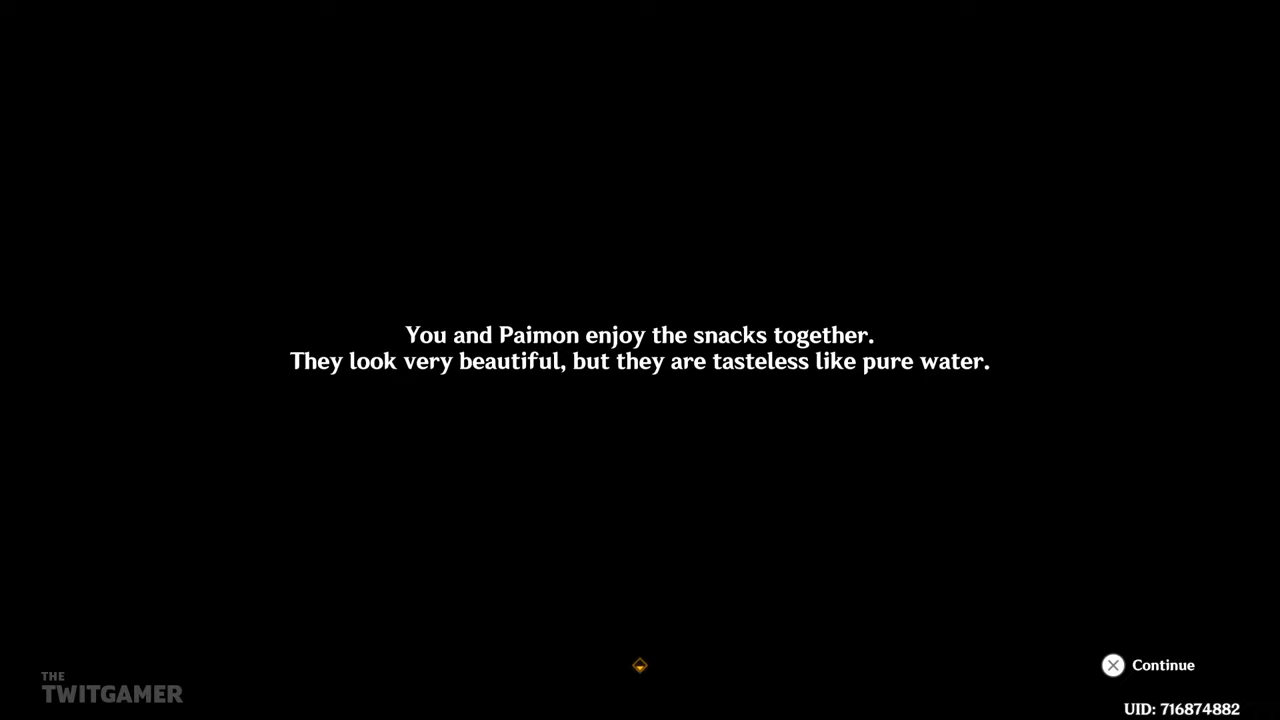 You and Paimon enjoy the snacks together.
They look very beautiful, but they are tasteless like pure water.
Continue
THE
TWITGAMER
UID: 716874882